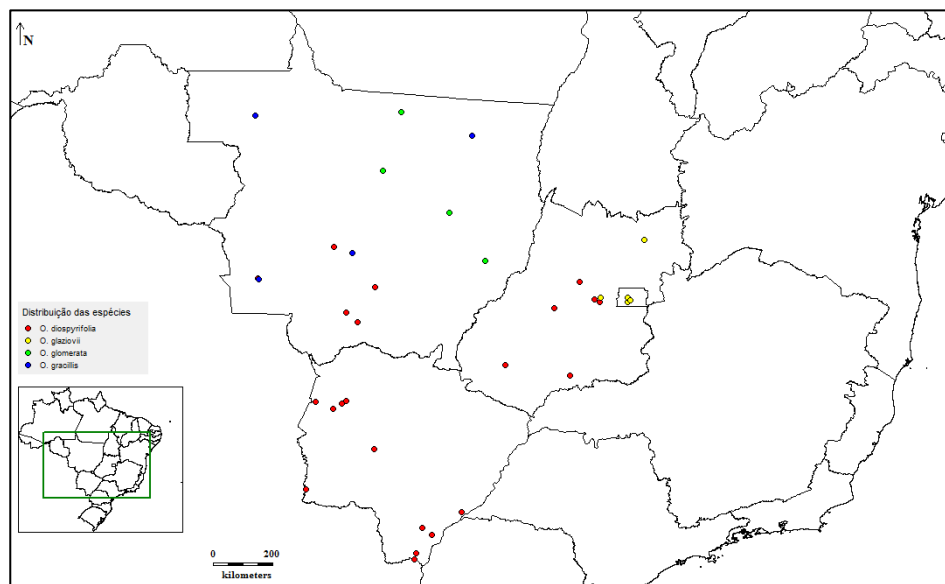 N
Distribuição das espécies
O. diospyrifolia
O. glaziovii
O. glomerata
O. gracillis
0 200
kilometers